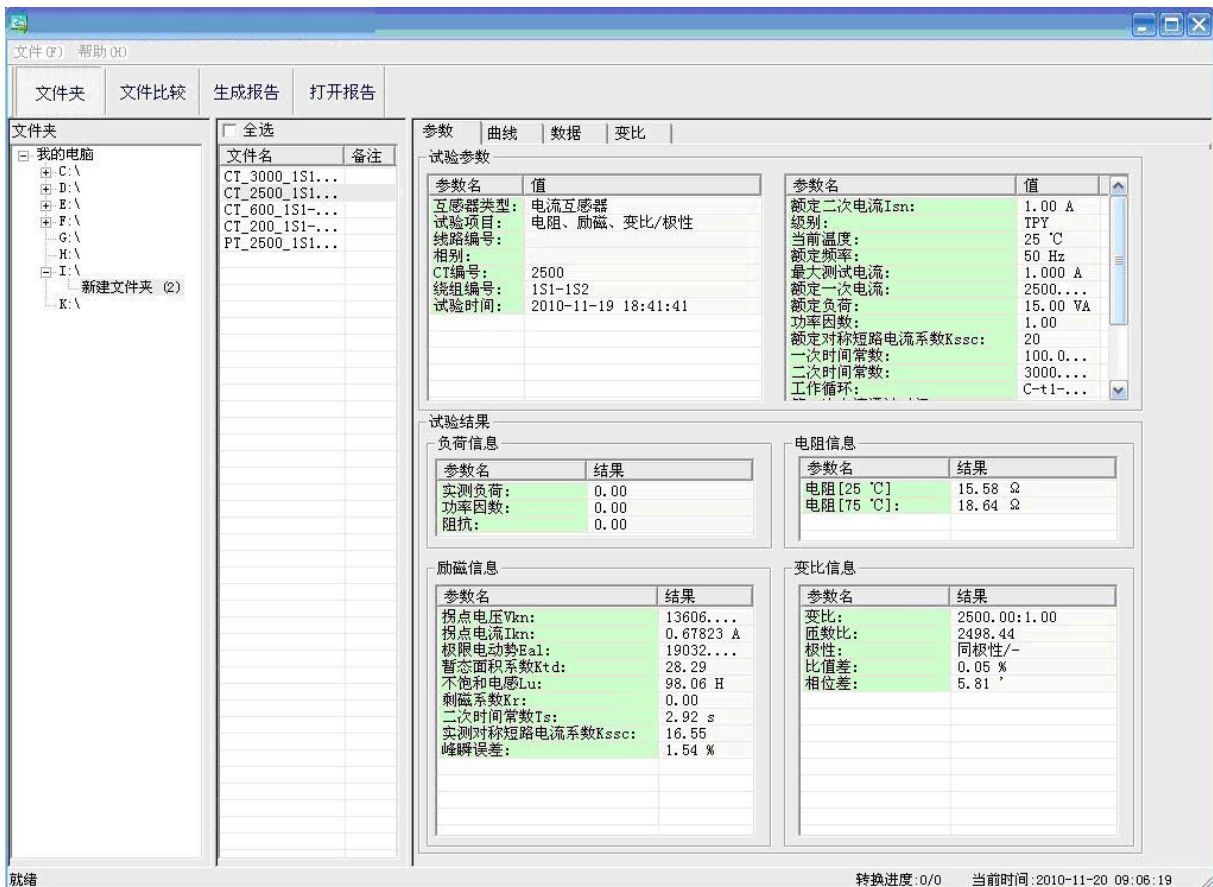 文件(F) 帮助(H)
文件夹 文件比较 生成报告 打开报告
文件夹
我的电脑
C:\
D:\
E:\
F:\
G:\
H:\
I:\
新建文件夹 (2)
K:\
全选
文件名 备注
CT_3000_1S1...
CT_2500_1S1...
CT_600_1S1-...
CT_200_1S1-...
PT_2500_1S1...
参数 曲线 数据 变比
试验参数
参数名 值
互感器类型: 电流互感器
试验项目: 电阻、励磁、变比/极性
线路编号:
相别:
CT编号: 2500
绕组编号: 1S1-1S2
试验时间: 2010-11-19 18:41:41
参数名 值
额定二次电流Isn: 1.00 A
级别: TPY
当前温度: 25 ℃
额定频率: 50 Hz
最大测试电流: 1.000 A
额定一次电流: 2500....
额定负荷: 15.00 VA
功率因数: 1.00
额定对称短路电流系数Kssc: 20
一次时间常数: 100.0...
二次时间常数: 3000....
工作循环: C-t1-...
试验结果
负荷信息
参数名 结果
实测负荷: 0.00
功率因数: 0.00
阻抗: 0.00
电阻信息
参数名 结果
电阻[25 ℃] 15.58 Ω
电阻[75 ℃]: 18.64 Ω
励磁信息
参数名 结果
拐点电压Vkn: 13606....
拐点电流Ikn: 0.67823 A
极限电动势Eal: 19032....
暂态面积系数Ktd: 28.29
不饱和电感Lu: 98.06 H
剩磁系数Kr: 0.00
二次时间常数Ts: 2.92 s
实测对称短路电流系数Kssc: 16.55
峰瞬误差: 1.54 %
变比信息
参数名 结果
变比: 2500.00:1.00
匝数比: 2498.44
极性: 同极性/-
比值差: 0.05 %
相位差: 5.81 '
就绪 转换进度:0/0 当前时间:2010-11-20 09:06:19